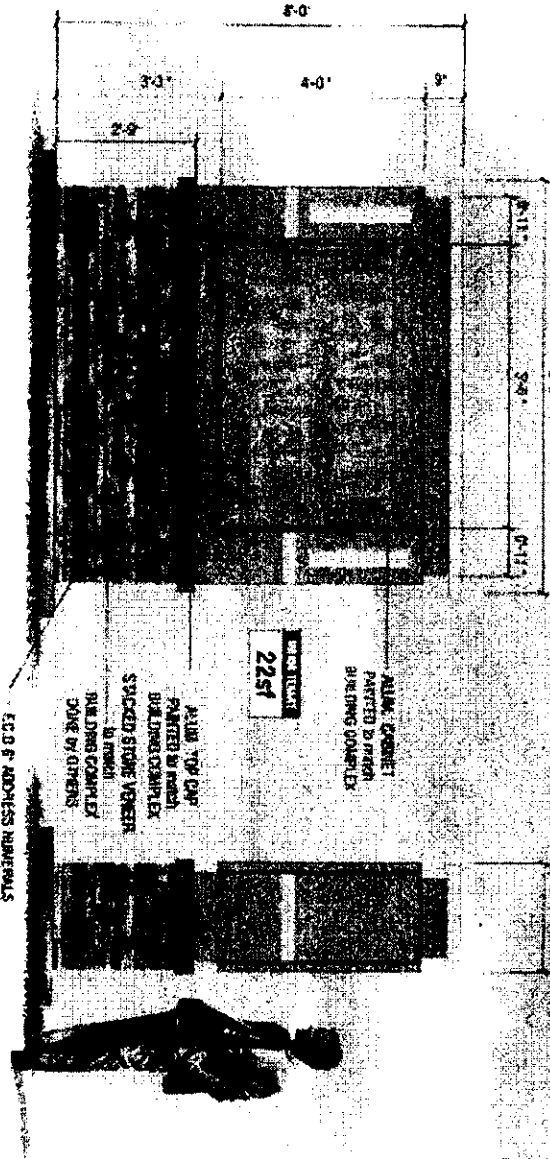 8'-0"
3'-3"
4'-0"
9"
2'-9"
0'-11"
0'-11"
22sf
ALUM. CABINET
PAINTED to match
BUILDING COMPLEX
ALUM. TOP CAP
PAINTED to match
BUILDING COMPLEX
STACKED STONE VENEER
to match
BUILDING COMPLEX
DONE BY OTHERS
ADDRESS NUMERALS